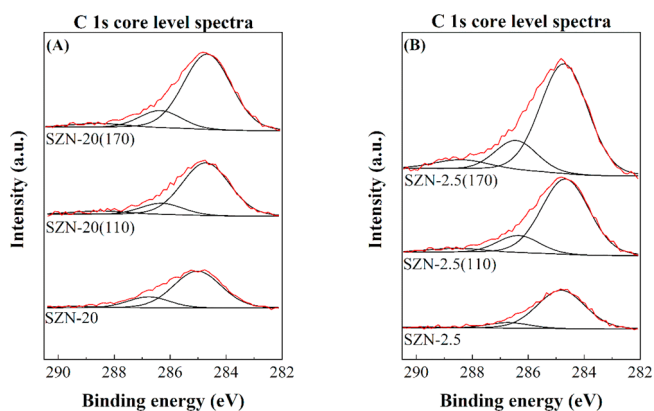 C 1s core level spectra
(A)
SZN-20(170)
SZN-20(110)
SZN-20
Intensity (a.u.)
290 288 286 284 282
Binding energy (eV)
C 1s core level spectra
(B)
SZN-2.5(170)
SZN-2.5(110)
SZN-2.5
Intensity (a.u.)
290 288 286 284 282
Binding energy (eV)